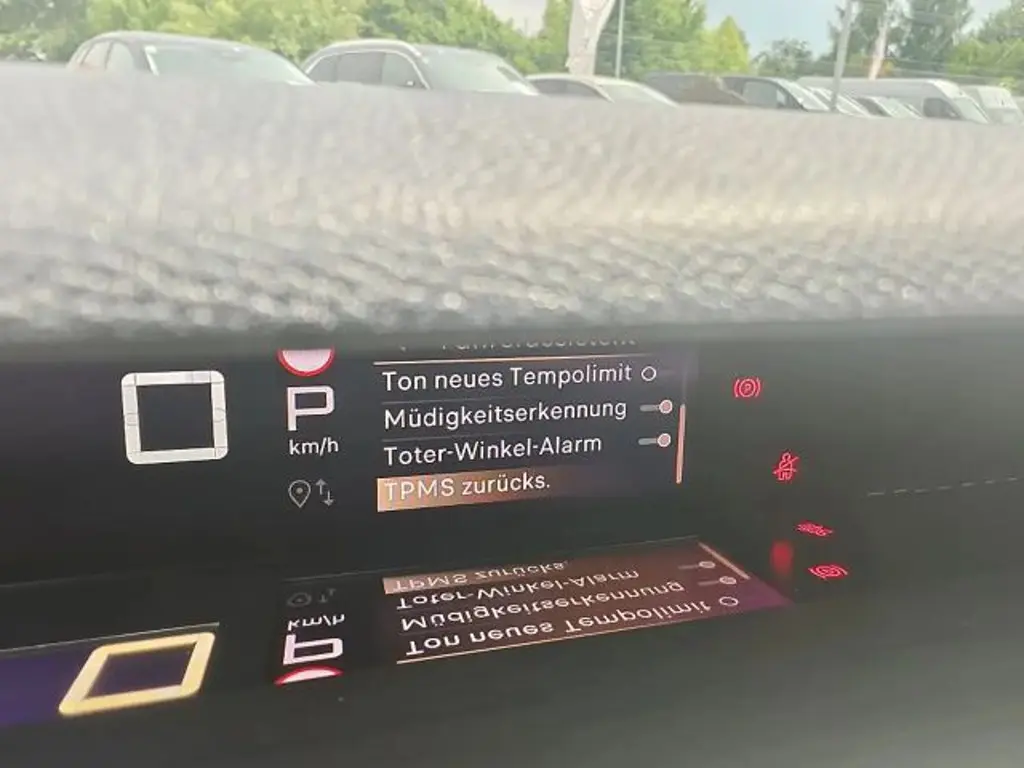 Ton neues Tempolimit
Müdigkeitserkennung
Toter-Winkel-Alarm
TPMS zurücks.
P
km/h